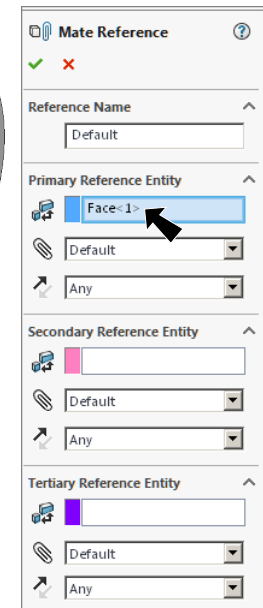 Mate Reference
Reference Name
Default
Primary Reference Entity
Face<1>
Default
Any
Secondary Reference Entity
Default
Any
Tertiary Reference Entity
Default
Any